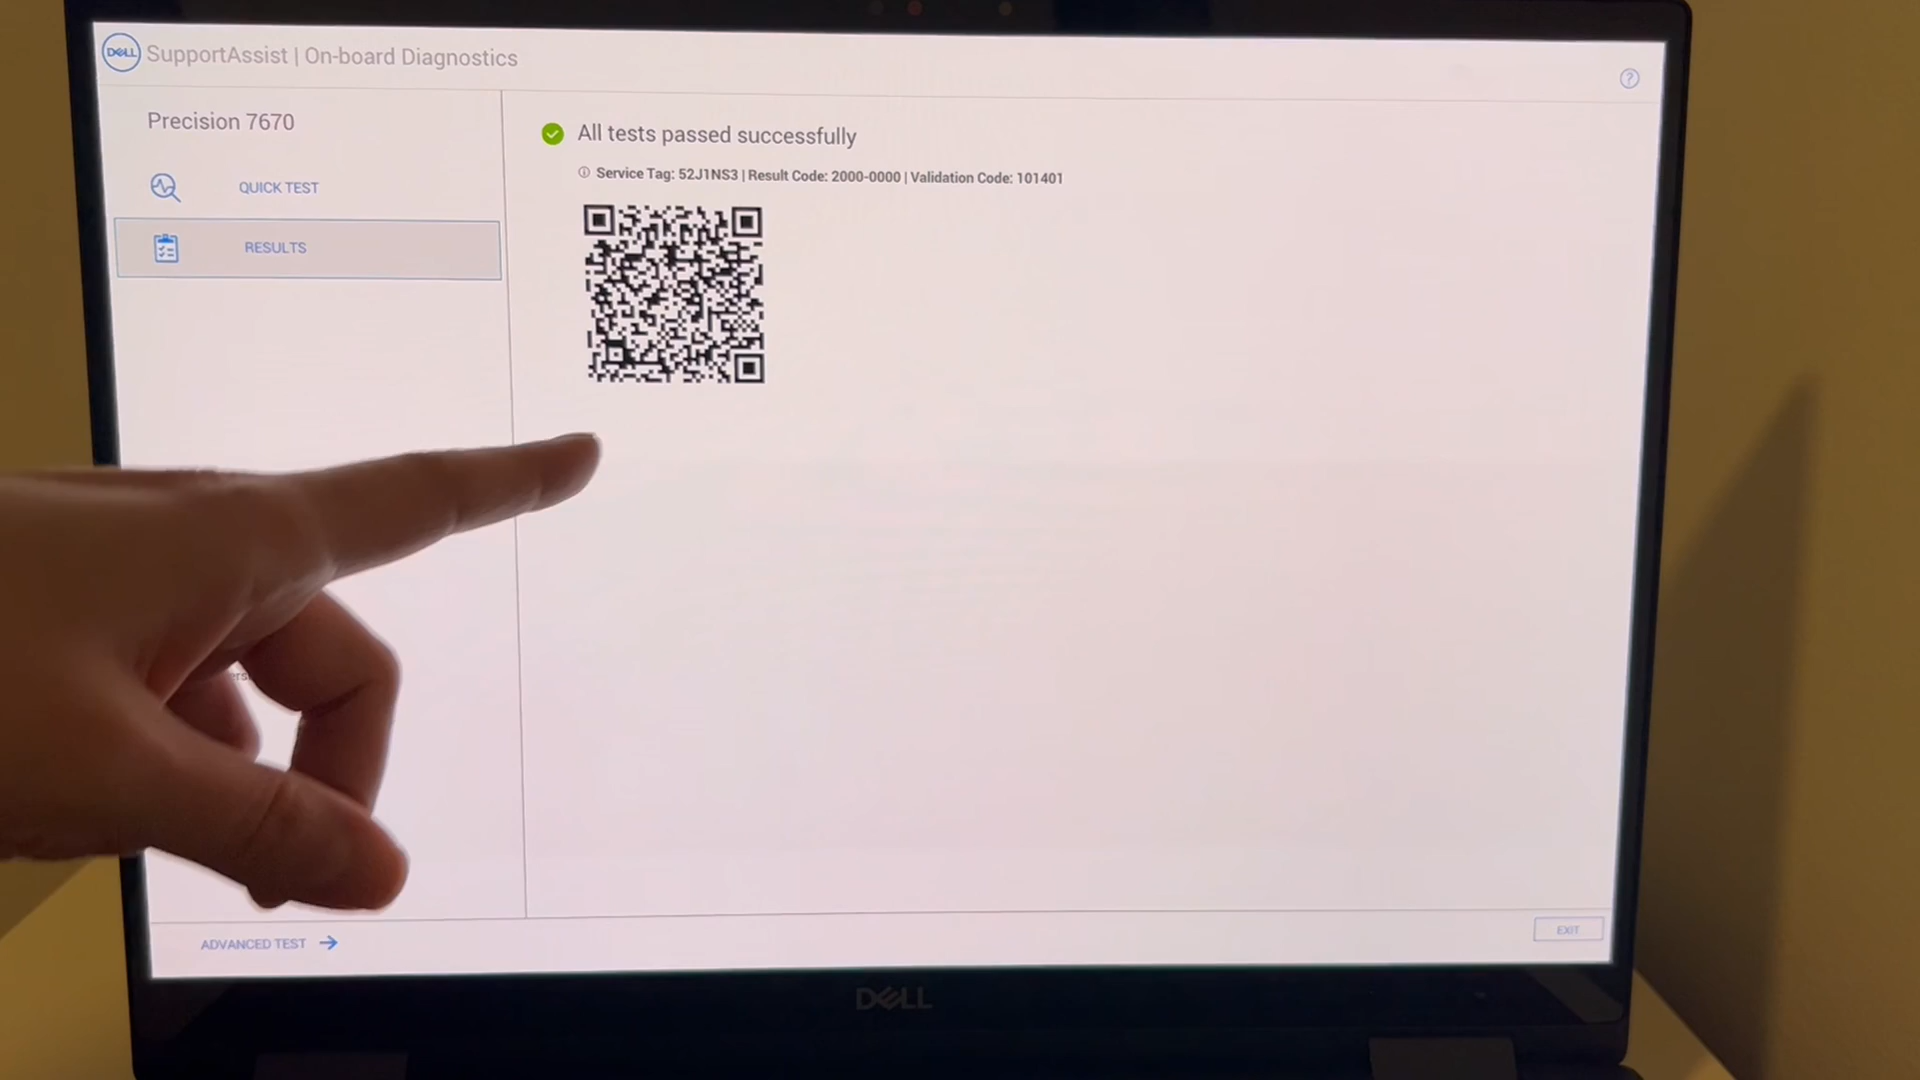 DELL SupportAssist | On-board Diagnostics
Precision 7670
QUICK TEST
RESULTS
All tests passed successfully
Service Tag: 52J1NS3 | Result Code: 2000-0000 | Validation Code: 101401
ADVANCED TEST
EXIT
DELL